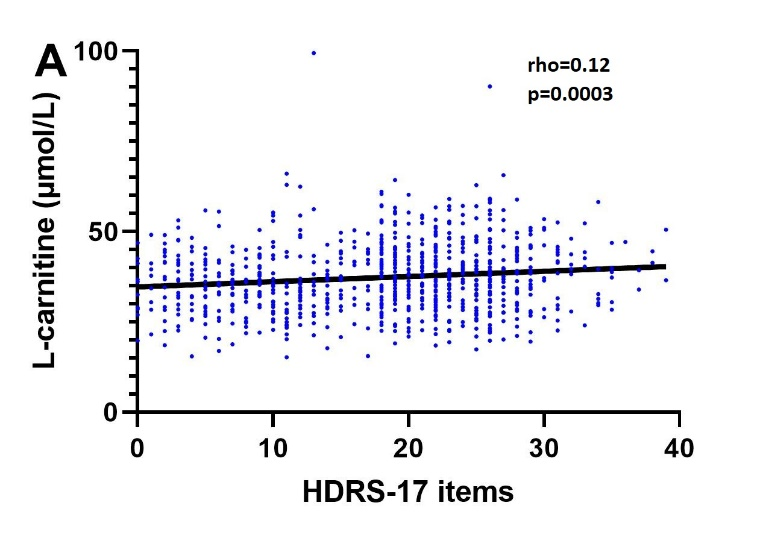 A
100
rho=0.12
p=0.0003
L-carnitine (µmol/L)
50
0
0 10 20 30 40
HDRS-17 items